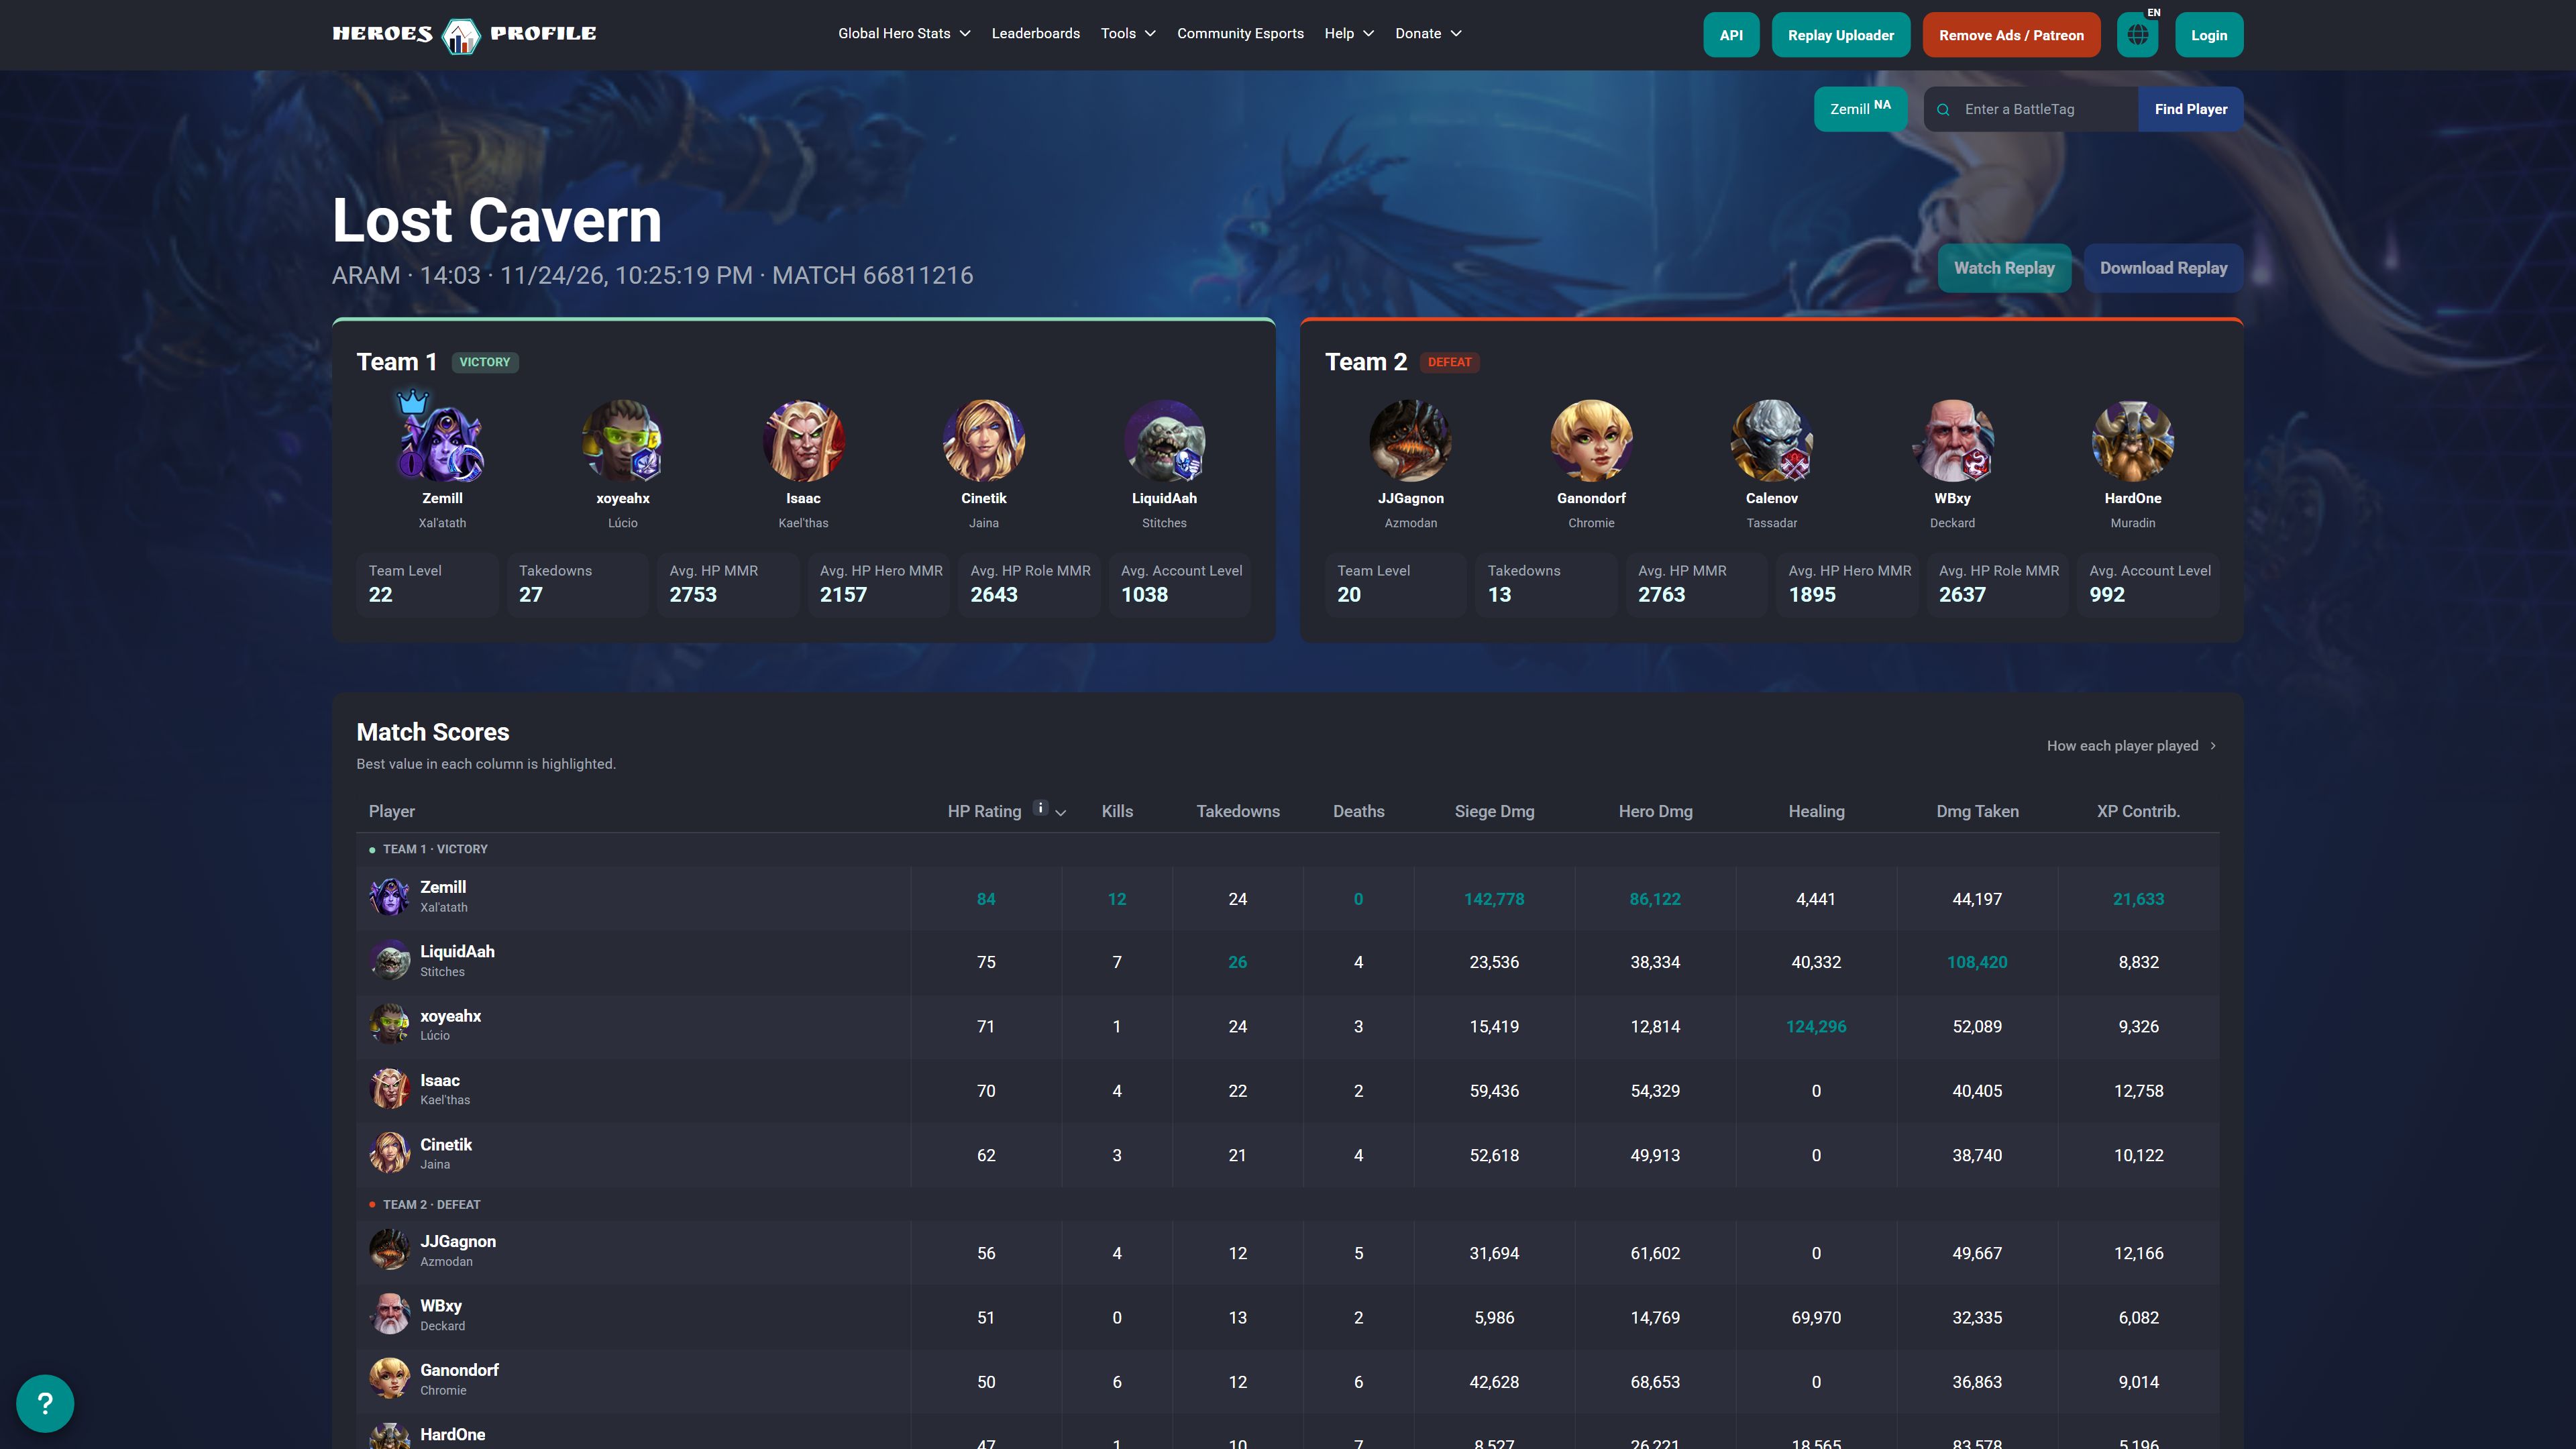 HEROES PROFILE
Global Hero Stats Leaderboards Tools Community Esports Help Donate
API Replay Uploader Remove Ads / Patreon EN Login
Zemill NA Enter a BattleTag Find Player
Lost Cavern
ARAM · 14:03 · 11/24/26, 10:25:19 PM · MATCH 66811216
Watch Replay Download Replay
Team 1 VICTORY
Zemill xoyeahx Isaac Cinetik LiquidAah
Xal'atath Lúcio Kael'thas Jaina Stitches
Team Level Takedowns Avg. HP MMR Avg. HP Hero MMR Avg. HP Role MMR Avg. Account Level
22 27 2753 2157 2643 1038
Team 2 DEFEAT
JJGagnon Ganondorf Calenov WBxy HardOne
Azmodan Chromie Tassadar Deckard Muradin
Team Level Takedowns Avg. HP MMR Avg. HP Hero MMR Avg. HP Role MMR Avg. Account Level
20 13 2763 1895 2637 992
Match Scores
Best value in each column is highlighted.
How each player played
Player HP Rating i Kills Takedowns Deaths Siege Dmg Hero Dmg Healing Dmg Taken XP Contrib.
TEAM 1 · VICTORY
Zemill
Xal'atath
84 12 24 0 142,778 86,122 4,441 44,197 21,633
LiquidAah
Stitches
75 7 26 4 23,536 38,334 40,332 108,420 8,832
xoyeahx
Lúcio
71 1 24 3 15,419 12,814 124,296 52,089 9,326
Isaac
Kael'thas
70 4 22 2 59,436 54,329 0 40,405 12,758
Cinetik
Jaina
62 3 21 4 52,618 49,913 0 38,740 10,122
TEAM 2 · DEFEAT
JJGagnon
Azmodan
56 4 12 5 31,694 61,602 0 49,667 12,166
WBxy
Deckard
51 0 13 2 5,986 14,769 69,970 32,335 6,082
Ganondorf
Chromie
50 6 12 6 42,628 68,653 0 36,863 9,014
HardOne
47 1 10 7 8,527 26,221 18,565 83,578 5,196
?